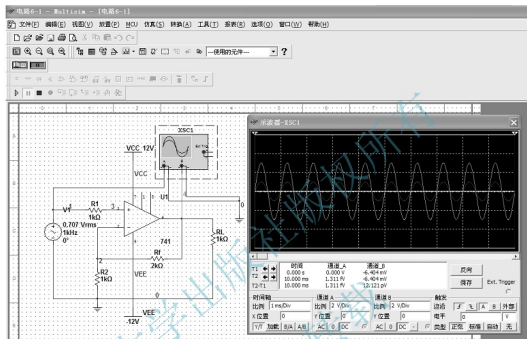 电路6-1 - Multisim - [电路6-1]
文件(F) 编辑(E) 视图(V) 放置(P) MCU 仿真(S) 转换(A) 工具(T) 报表(R) 选项(O) 窗口(W) 帮助(H)
---使用的元件---
XSC1
VCC 12V
VCC
U1
V1
R1
1kΩ
0.707 Vrms
1kHz
0°
741
Rf
2kΩ
RL
1kΩ
R2
1kΩ
VEE
VEE
-12V
示波器-XSC1
时间 通道_A 通道_B
T1 0.000 s 0.000 V -6.404 mV
T2 10.000 ms 1.311 fV -6.404 mV
T2-T1 10.000 ms 1.311 fV 12.121 pV
反向
保存
Ext. Trigger
时间轴 通道 A 通道 B 触发
比例 1 ms/Div 比例 2 V/Div 比例 2 V/Div 边沿 A B 外部
X 位置 0 Y 位置 0 Y 位置 0 电平 0 V
Y/T 加载 B/A A/B AC 0 DC AC 0 DC - 类型 正弦 标准 自动 无